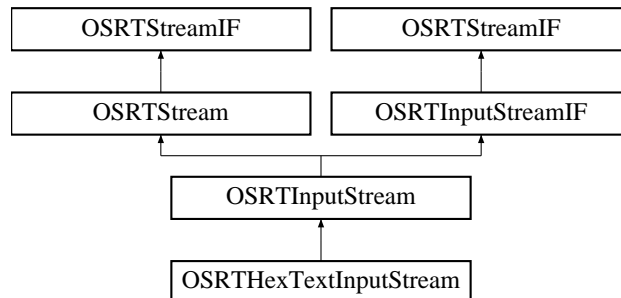 OSRTStreamIF
OSRTStreamIF
OSRTStream
OSRTInputStreamIF
OSRTInputStream
OSRTHexTextInputStream